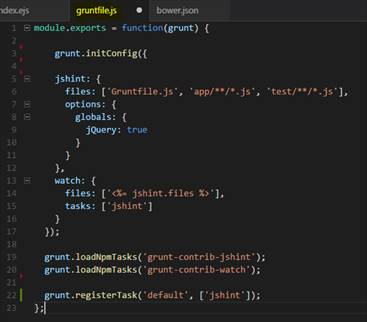 ndex.ejs gruntfile.js bower.json
1 module.exports = function(grunt) {
2
3 grunt.initConfig({
4
5 jshint: {
6 files: ['Gruntfile.js', 'app/**/*.js', 'test/**/*.js'],
7 options: {
8 globals: {
9 jQuery: true
10 }
11 }
12 },
13 watch: {
14 files: ['<%= jshint.files %>'],
15 tasks: ['jshint']
16 }
17 });
18
19 grunt.loadNpmTasks('grunt-contrib-jshint');
20 grunt.loadNpmTasks('grunt-contrib-watch');
21
22 grunt.registerTask('default', ['jshint']);
23 };